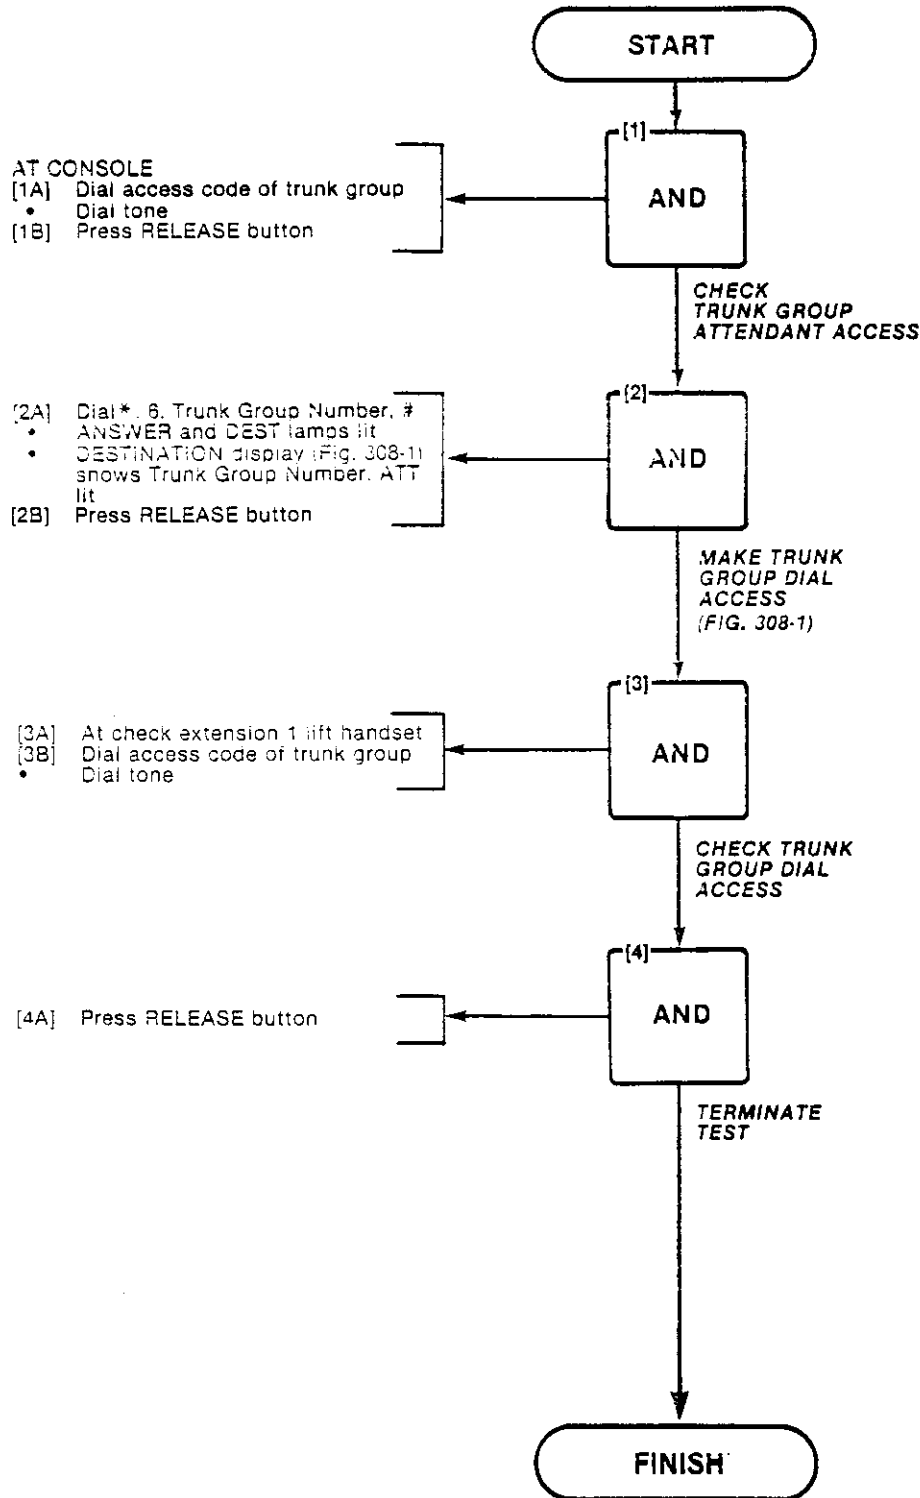 START
[1]
AND
AT CONSOLE
[1A] Dial access code of trunk group
• Dial tone
[1B] Press RELEASE button
CHECK
TRUNK GROUP
ATTENDANT ACCESS
[2]
AND
[2A] Dial *. 6. Trunk Group Number, #
• ANSWER and DEST lamps lit
• DESTINATION display (Fig. 308-1)
shows Trunk Group Number. ATT
lit
[2B] Press RELEASE button
MAKE TRUNK
GROUP DIAL
ACCESS
(FIG. 308-1)
[3]
AND
[3A] At check extension 1 lift handset
[3B] Dial access code of trunk group
• Dial tone
CHECK TRUNK
GROUP DIAL
ACCESS
[4]
AND
[4A] Press RELEASE button
TERMINATE
TEST
FINISH